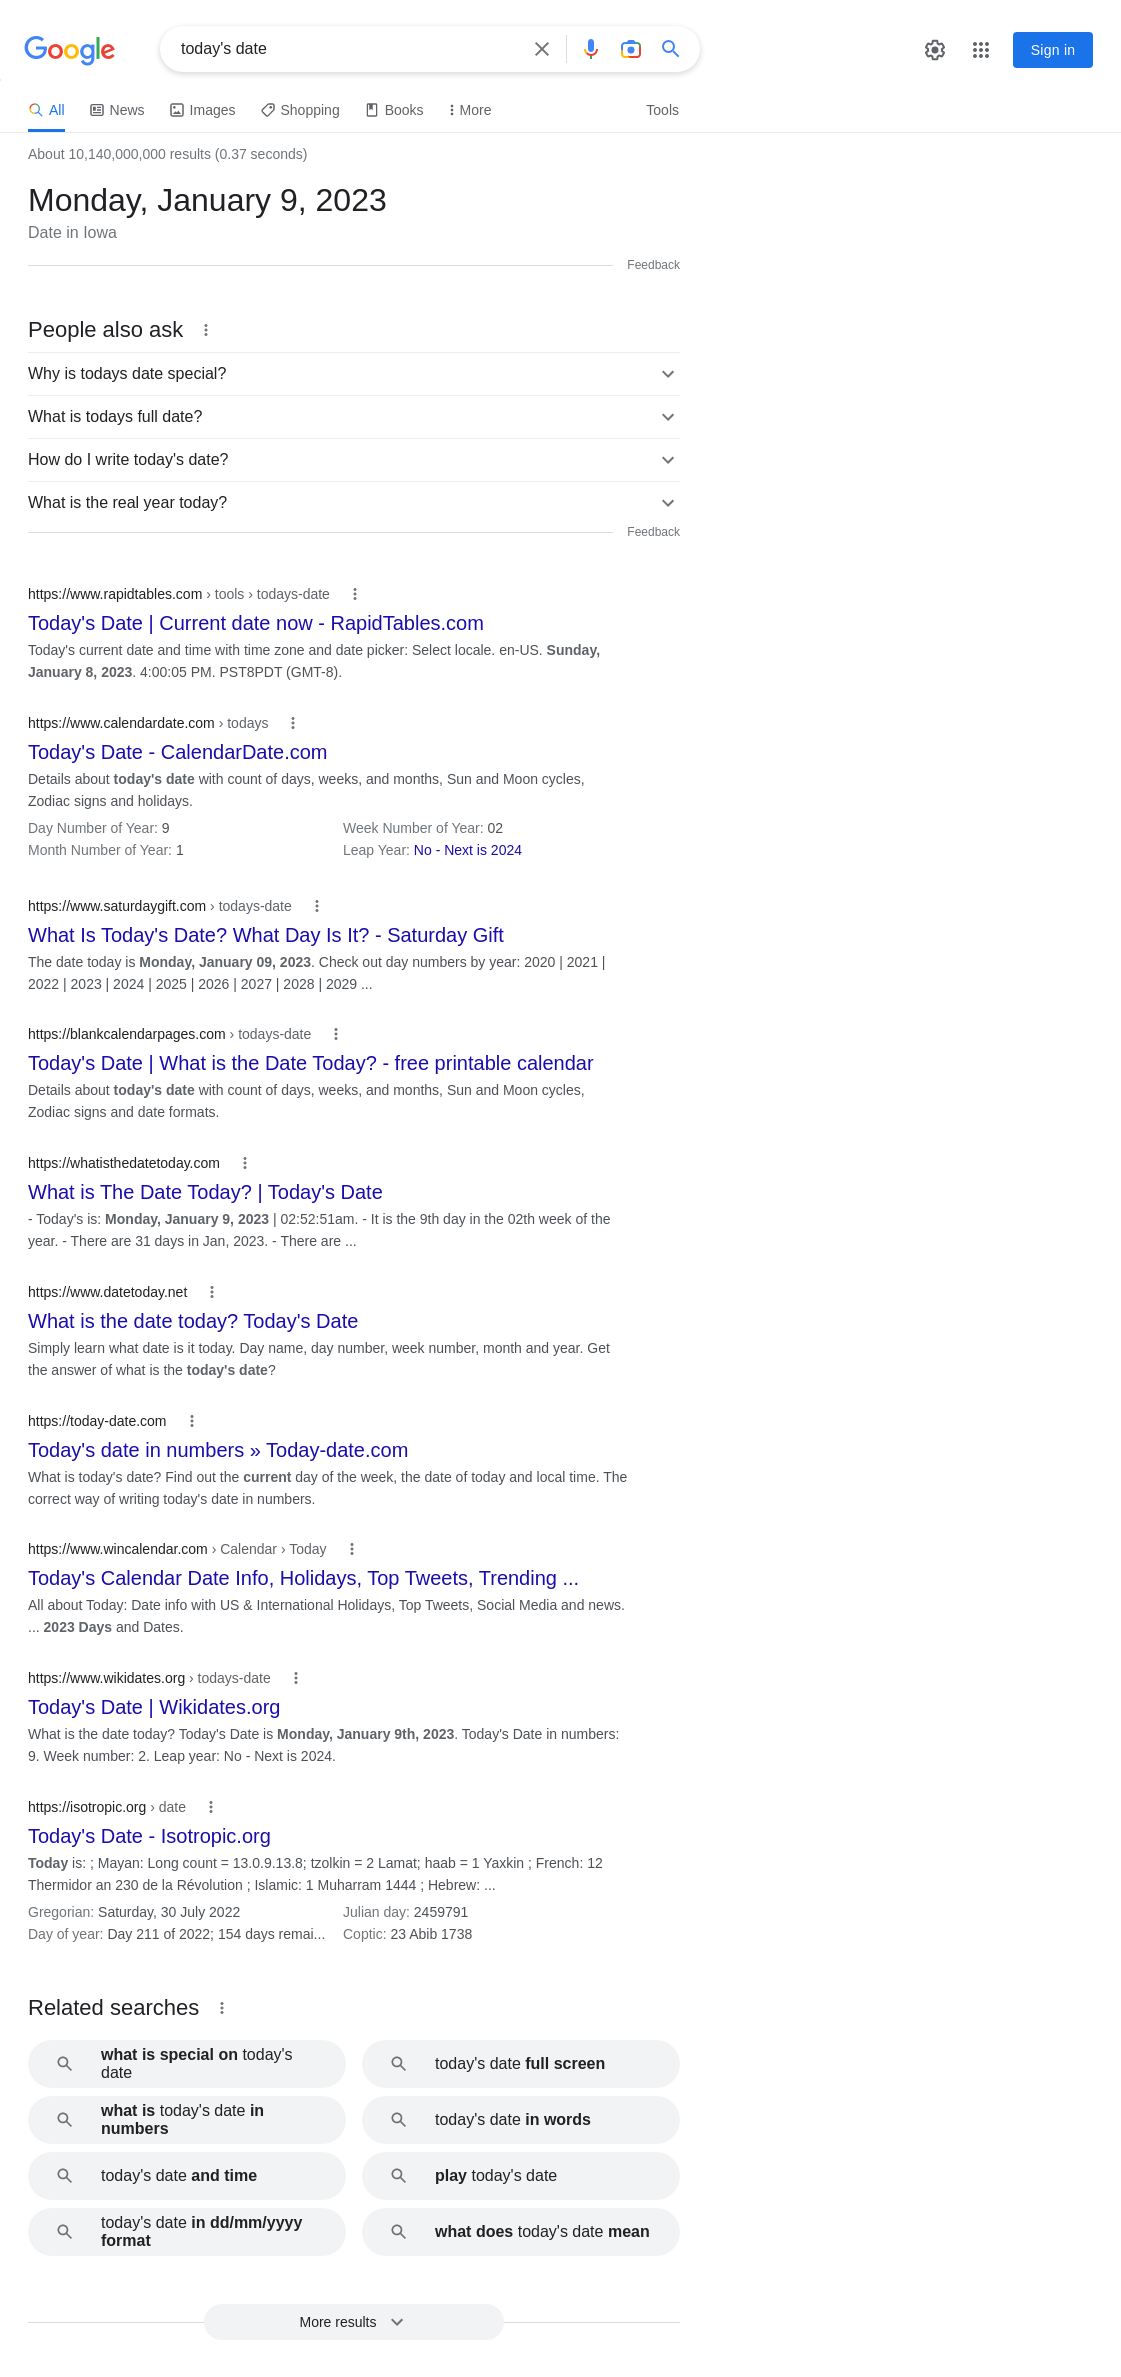 Google
today's date
Sign in
All
News
Images
Shopping
Books
More
Tools
About 10,140,000,000 results (0.37 seconds)
Monday, January 9, 2023
Date in Iowa
Feedback
People also ask
Why is todays date special?
What is todays full date?
How do I write today's date?
What is the real year today?
Feedback
https://www.rapidtables.com › tools › todays-date
Today's Date | Current date now - RapidTables.com
Today's current date and time with time zone and date picker: Select locale. en-US. Sunday,
January 8, 2023. 4:00:05 PM. PST8PDT (GMT-8).
https://www.calendardate.com › todays
Today's Date - CalendarDate.com
Details about today's date with count of days, weeks, and months, Sun and Moon cycles,
Zodiac signs and holidays.
Day Number of Year: 9
Week Number of Year: 02
Month Number of Year: 1
Leap Year: No - Next is 2024
https://www.saturdaygift.com › todays-date
What Is Today's Date? What Day Is It? - Saturday Gift
The date today is Monday, January 09, 2023. Check out day numbers by year: 2020 | 2021 |
2022 | 2023 | 2024 | 2025 | 2026 | 2027 | 2028 | 2029 ...
https://blankcalendarpages.com › todays-date
Today's Date | What is the Date Today? - free printable calendar
Details about today's date with count of days, weeks, and months, Sun and Moon cycles,
Zodiac signs and date formats.
https://whatisthedatetoday.com
What is The Date Today? | Today's Date
- Today's is: Monday, January 9, 2023 | 02:52:51am. - It is the 9th day in the 02th week of the
year. - There are 31 days in Jan, 2023. - There are ...
https://www.datetoday.net
What is the date today? Today's Date
Simply learn what date is it today. Day name, day number, week number, month and year. Get
the answer of what is the today's date?
https://today-date.com
Today's date in numbers » Today-date.com
What is today's date? Find out the current day of the week, the date of today and local time. The
correct way of writing today's date in numbers.
https://www.wincalendar.com › Calendar › Today
Today's Calendar Date Info, Holidays, Top Tweets, Trending ...
All about Today: Date info with US & International Holidays, Top Tweets, Social Media and news.
... 2023 Days and Dates.
https://www.wikidates.org › todays-date
Today's Date | Wikidates.org
What is the date today? Today's Date is Monday, January 9th, 2023. Today's Date in numbers:
9. Week number: 2. Leap year: No - Next is 2024.
https://isotropic.org › date
Today's Date - Isotropic.org
Today is: ; Mayan: Long count = 13.0.9.13.8; tzolkin = 2 Lamat; haab = 1 Yaxkin ; French: 12
Thermidor an 230 de la Révolution ; Islamic: 1 Muharram 1444 ; Hebrew: ...
Gregorian: Saturday, 30 July 2022
Julian day: 2459791
Day of year: Day 211 of 2022; 154 days remai...
Coptic: 23 Abib 1738
Related searches
what is special on today's
date
today's date full screen
what is today's date in
numbers
today's date in words
today's date and time
play today's date
today's date in dd/mm/yyyy
format
what does today's date mean
More results